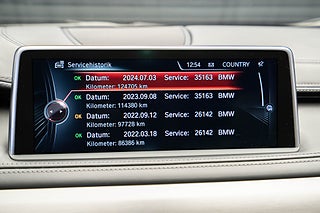 Servicehistorik 12:54 COUNTRY
OK Datum: 2024.07.03 Service: 35163 BMW
Kilometer: 124705 km
OK Datum: 2023.09.08 Service: 35163 BMW
Kilometer: 114380 km
OK Datum: 2022.09.12 Service: 26142 BMW
Kilometer: 97728 km
OK Datum: 2022.03.18 Service: 26142 BMW
Kilometer: 86386 km